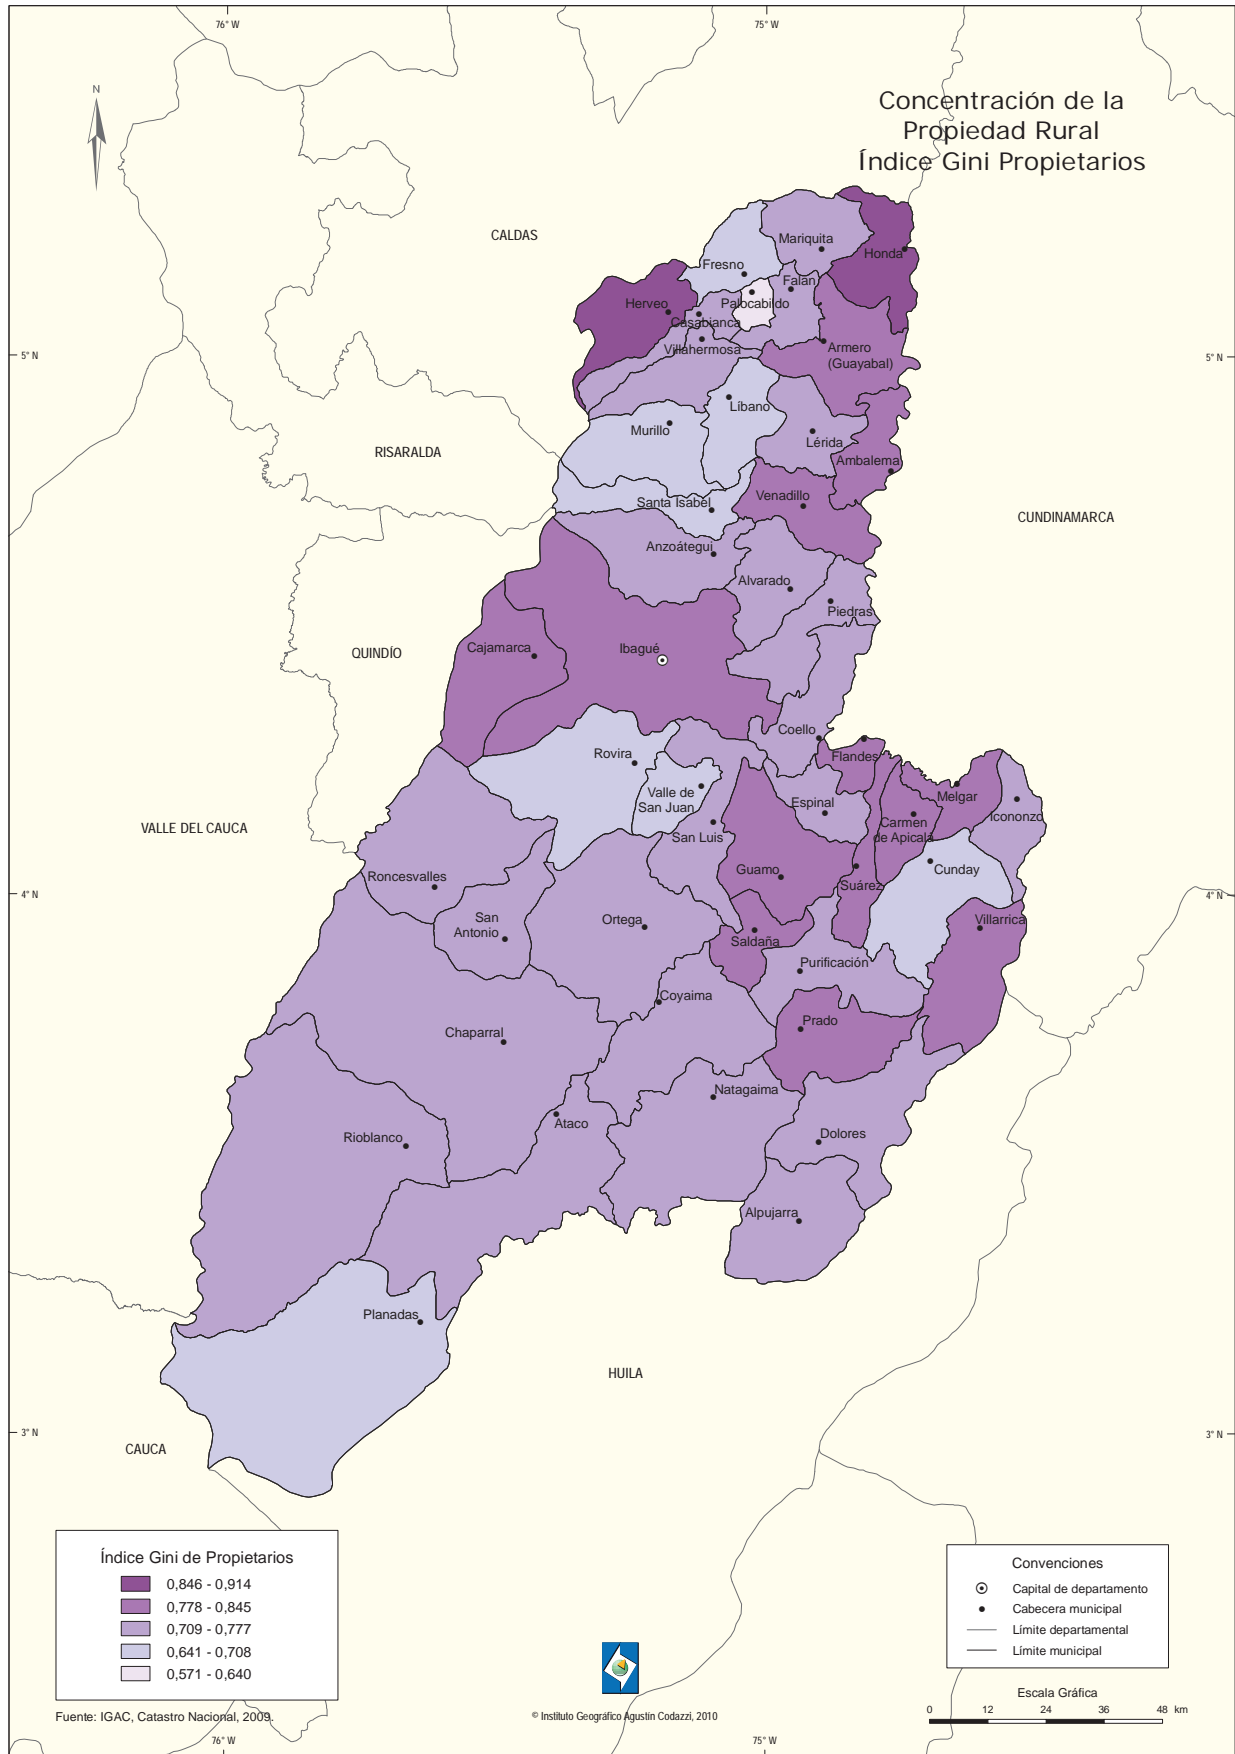 76° W
75° W
N
Concentración de la
Propiedad Rural
Índice Gini Propietarios
CALDAS
Mariquita
Honda
Fresno
Falan
Herveo
Palocabildo
Casabianca
Villahermosa
Armero
(Guayabal)
5° N
5° N
Líbano
Murillo
Lérida
RISARALDA
Ambalema
Venadillo
Santa Isabel
CUNDINAMARCA
Anzoátegui
Alvarado
Piedras
QUINDÍO
Cajamarca
Ibagué
Coello
Rovira
Flandes
Valle de
San Juan
Espinal
Melgar
Icononzo
Carmen
de Apicalá
VALLE DEL CAUCA
San Luis
Guamo
Cunday
Roncesvalles
Suárez
4° N
4° N
San
Antonio
Ortega
Villarrica
Saldaña
Purificación
Coyaima
Prado
Chaparral
Natagaima
Ataco
Rioblanco
Dolores
Alpujarra
Planadas
HUILA
3° N
3° N
CAUCA
Índice Gini de Propietarios
0,846 - 0,914
0,778 - 0,845
0,709 - 0,777
0,641 - 0,708
0,571 - 0,640
Convenciones
Capital de departamento
Cabecera municipal
Límite departamental
Límite municipal
Escala Gráfica
0 12 24 36 48 km
Fuente: IGAC, Catastro Nacional, 2009.
© Instituto Geográfico Agustín Codazzi, 2010
76° W
75° W